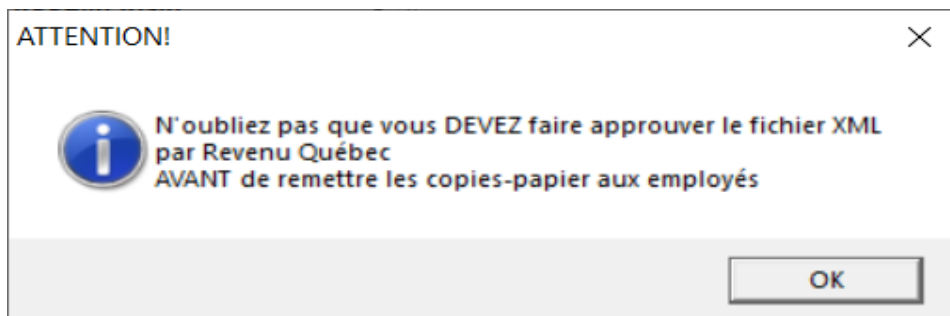 ATTENTION!
N'oubliez pas que vous DEVEZ faire approuver le fichier XML
par Revenu Québec
AVANT de remettre les copies-papier aux employés
OK